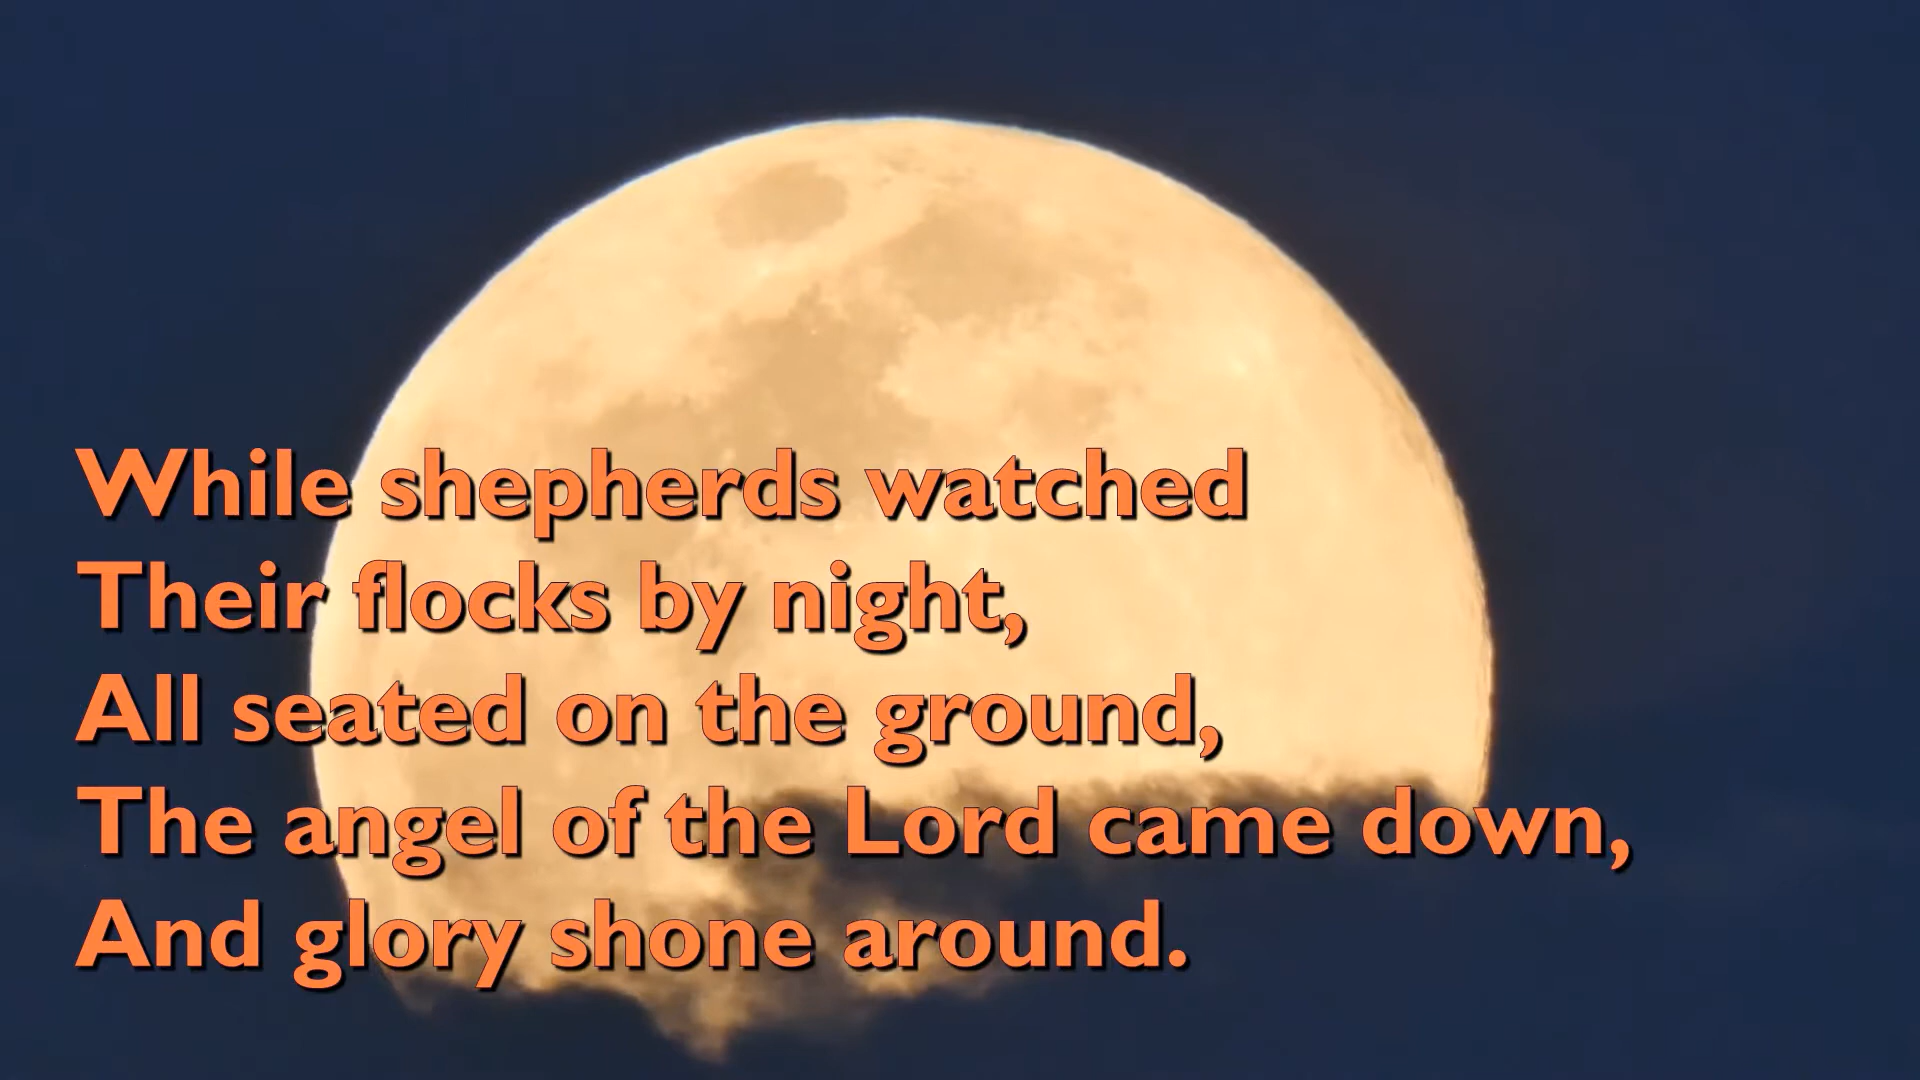 While shepherds watched
Their flocks by night,
All seated on the ground,
The angel of the Lord came down,
And glory shone around.